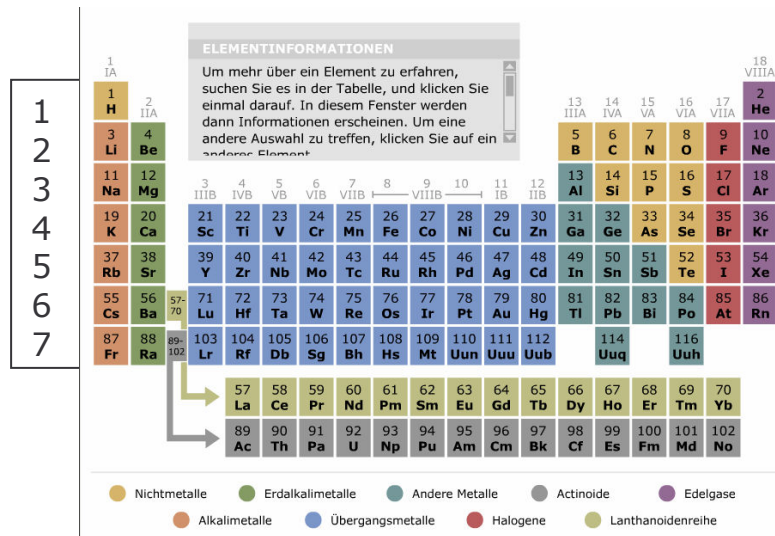 1
IA
18
VIIIA
ELEMENTINFORMATIONEN
Um mehr über ein Element zu erfahren,
suchen Sie es in der Tabelle, und klicken Sie
einmal darauf. In diesem Fenster werden
dann Informationen erscheinen. Um eine
andere Auswahl zu treffen, klicken Sie auf ein
anderes Element
1 2 13 14 15 16 17 2
H IIA IIIA IVA VA VIA VIIA He
1
3 4 5 6 7 8 9 10
Li Be B C N O F Ne
2
11 12 13 14 15 16 17 18
Na Mg Al Si P S Cl Ar
3
3 4 5 6 7 8 9 10 11 12
IIIB IVB VB VIB VIIB VIIIB IB IIB
19 20 21 22 23 24 25 26 27 28 29 30 31 32 33 34 35 36
K Ca Sc Ti V Cr Mn Fe Co Ni Cu Zn Ga Ge As Se Br Kr
4
37 38 39 40 41 42 43 44 45 46 47 48 49 50 51 52 53 54
Rb Sr Y Zr Nb Mo Tc Ru Rh Pd Ag Cd In Sn Sb Te I Xe
5
55 56 57-70 71 72 73 74 75 76 77 78 79 80 81 82 83 84 85 86
Cs Ba Lu Hf Ta W Re Os Ir Pt Au Hg Tl Pb Bi Po At Rn
6
87 88 89-102 103 104 105 106 107 108 109 110 111 112 114 116
Fr Ra Lr Rf Db Sg Bh Hs Mt Uun Uuu Uub Uuq Uuh
7
57 58 59 60 61 62 63 64 65 66 67 68 69 70
La Ce Pr Nd Pm Sm Eu Gd Tb Dy Ho Er Tm Yb
89 90 91 92 93 94 95 96 97 98 99 100 101 102
Ac Th Pa U Np Pu Am Cm Bk Cf Es Fm Md No
Nichtmetalle Erdalkalimetalle Andere Metalle Actinoide Edelgase
Alkalimetalle Übergangsmetalle Halogene Lanthanoidenreihe